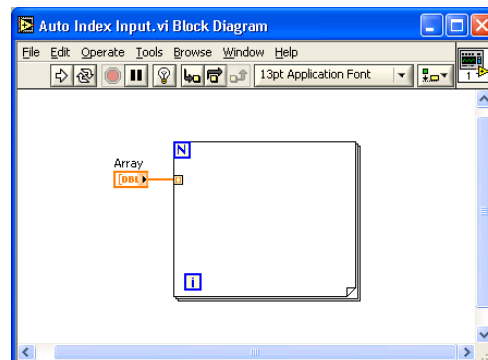 Auto Index Input.vi Block Diagram
File Edit Operate Tools Browse Window Help
13pt Application Font
1
N
Array
[DBL]
i